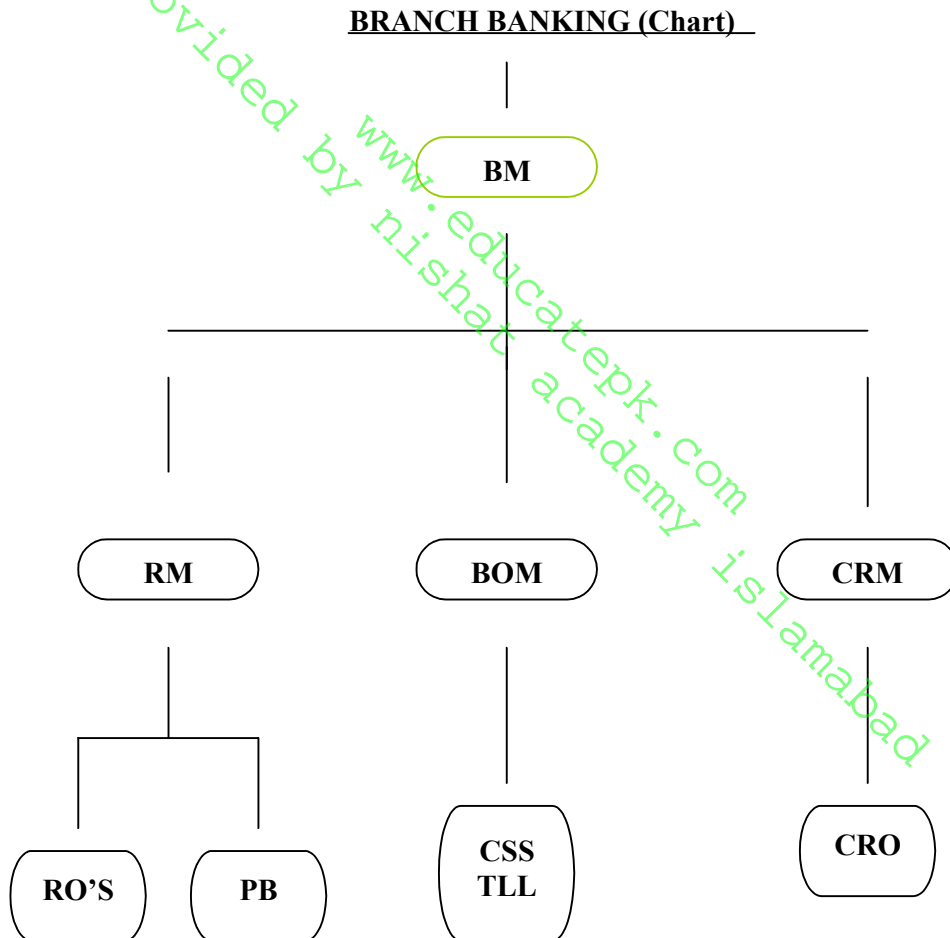 BRANCH BANKING (Chart)
ovided by nishat academy islamabad
www.educatepk.com
BM
RM
BOM
CRM
RO’S
PB
CSS
TLL
CRO